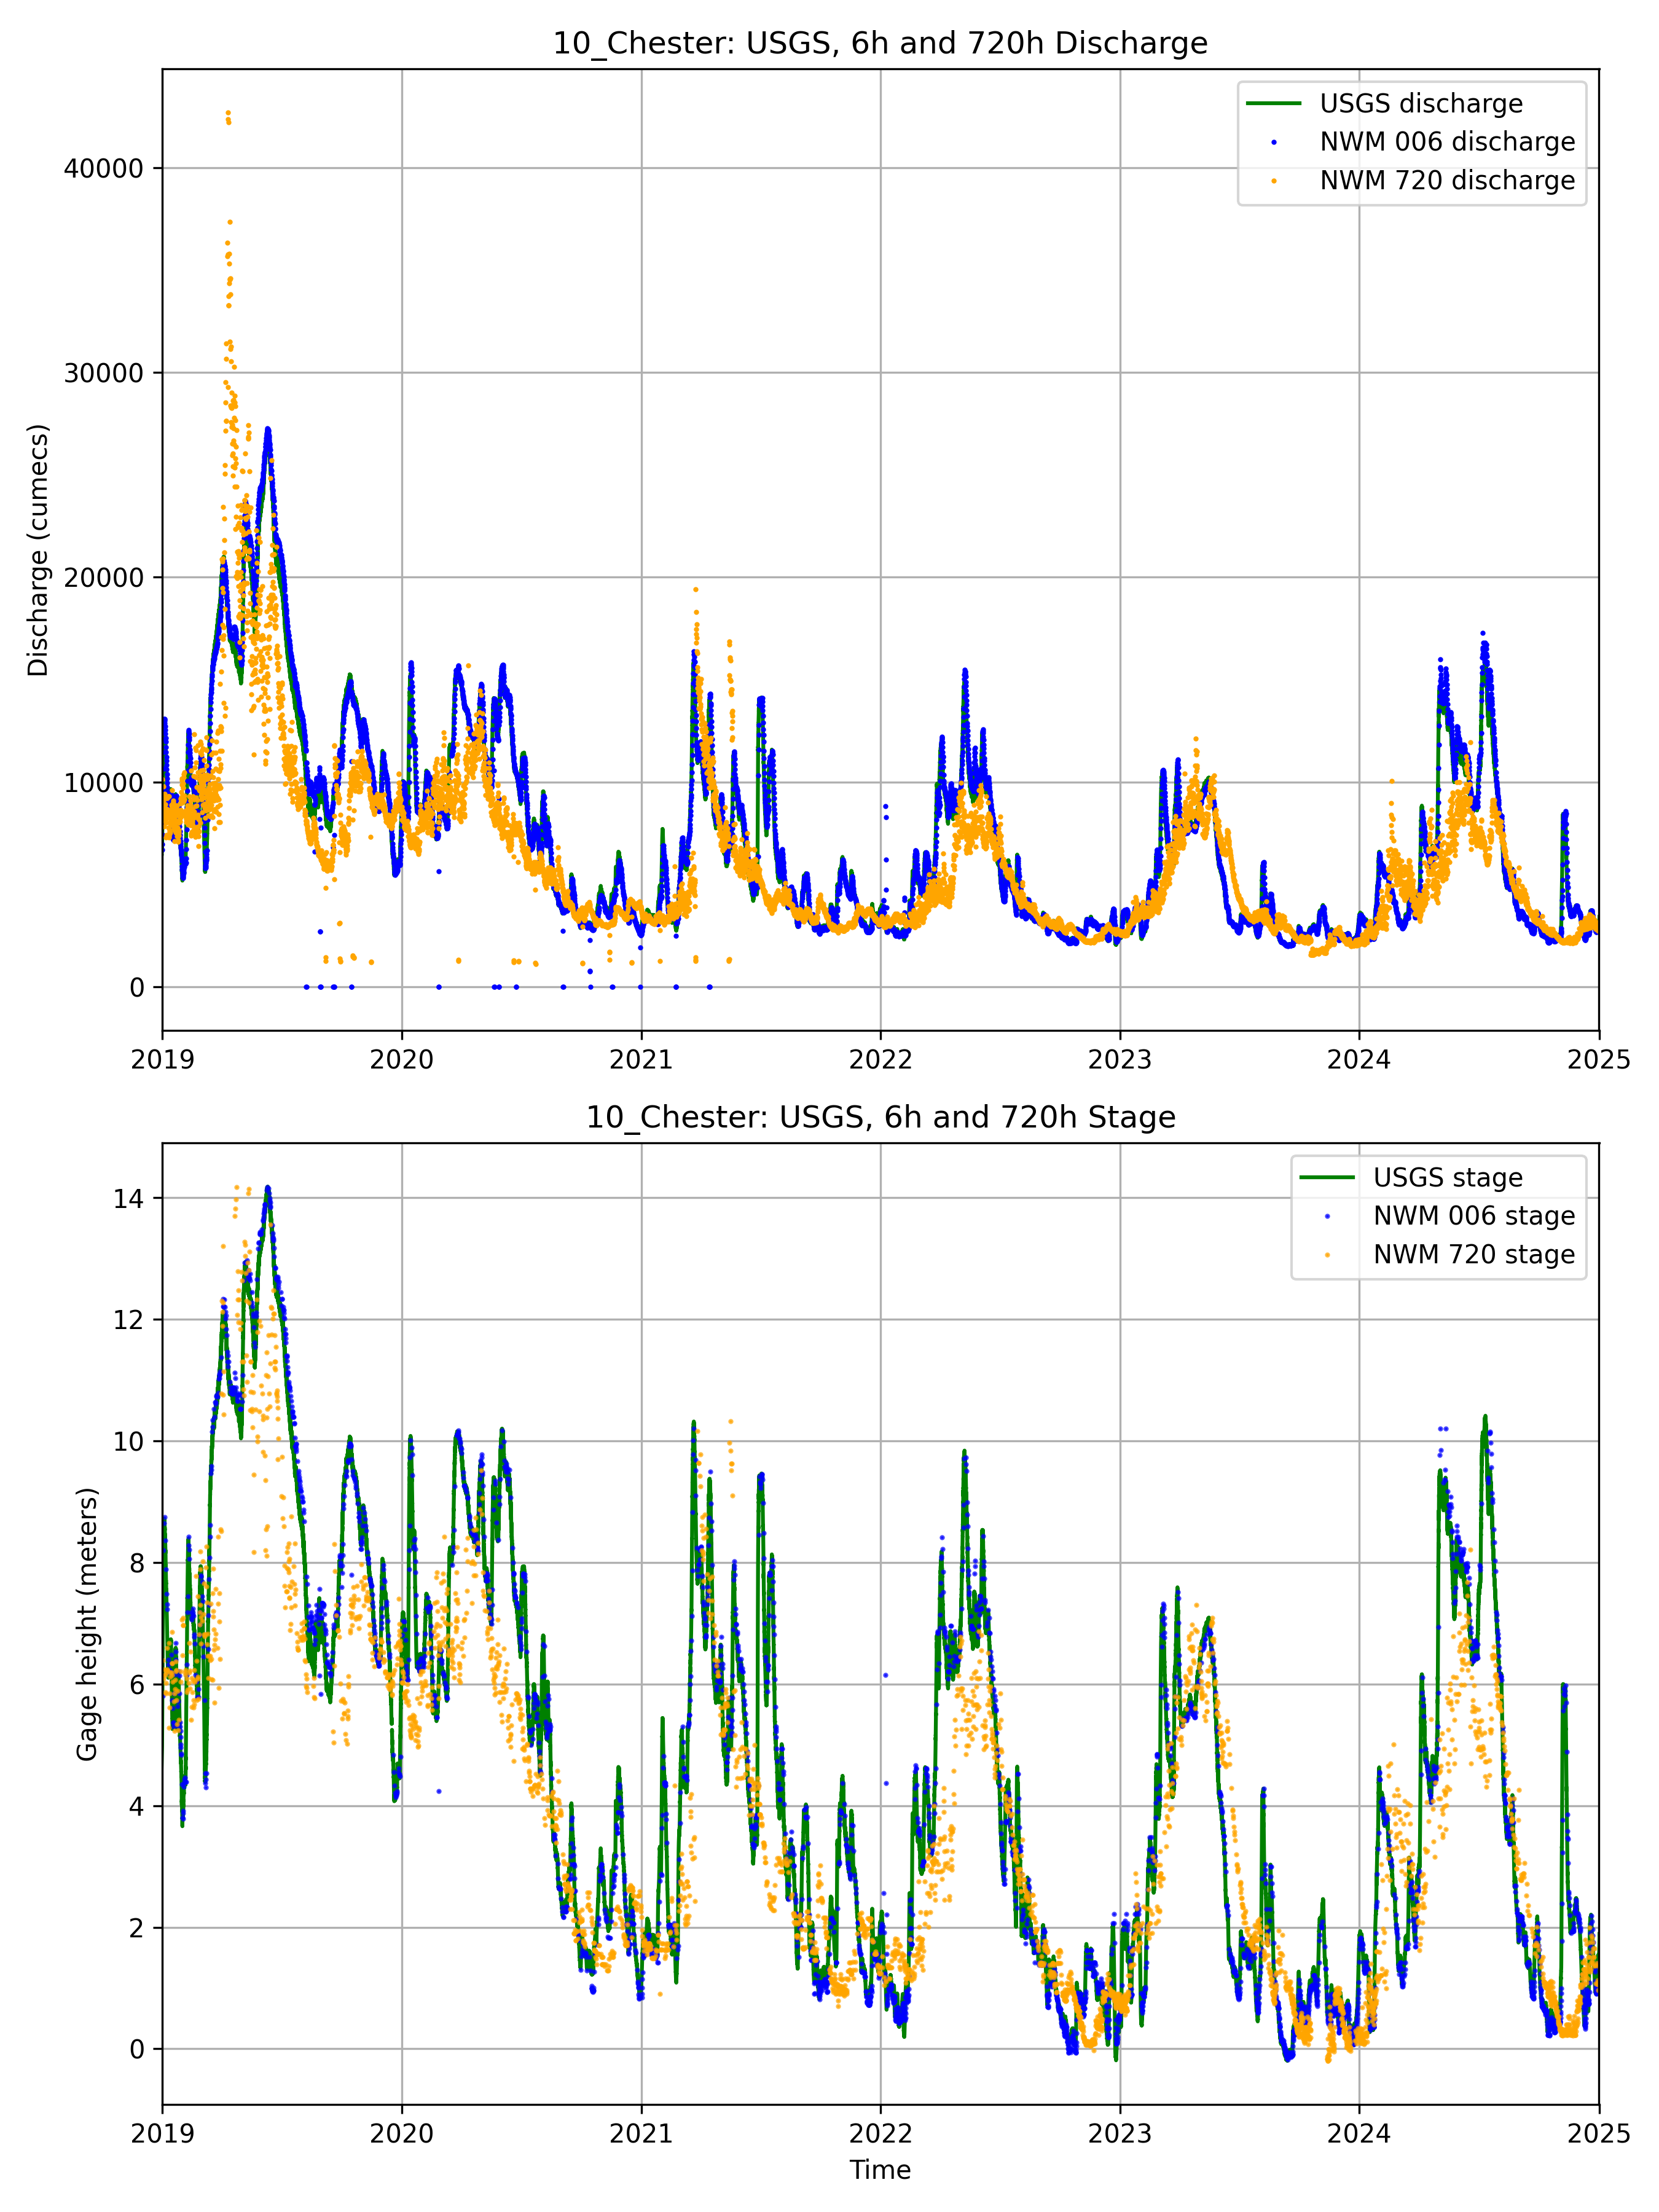 10_Chester: USGS, 6h and 720h Discharge
USGS discharge
NWM 006 discharge
NWM 720 discharge
Discharge (cumecs)
40000
30000
20000
10000
0
2019 2020 2021 2022 2023 2024 2025
10_Chester: USGS, 6h and 720h Stage
USGS stage
NWM 006 stage
NWM 720 stage
Gage height (meters)
14
12
10
8
6
4
2
0
2019 2020 2021 2022 2023 2024 2025
Time